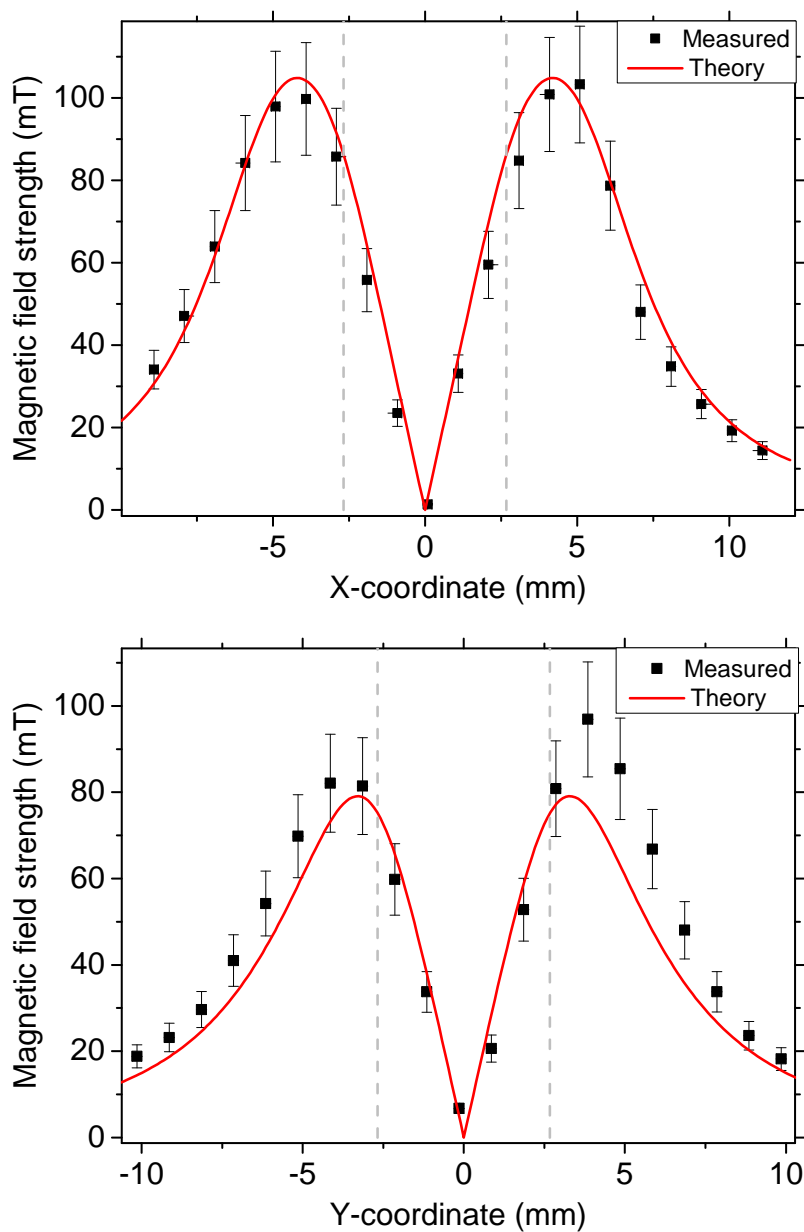 Measured
Theory
100
80
60
40
20
0
Magnetic field strength (mT)
-5
0
5
10
X-coordinate (mm)
Measured
Theory
100
80
60
40
20
0
Magnetic field strength (mT)
-10
-5
0
5
10
Y-coordinate (mm)